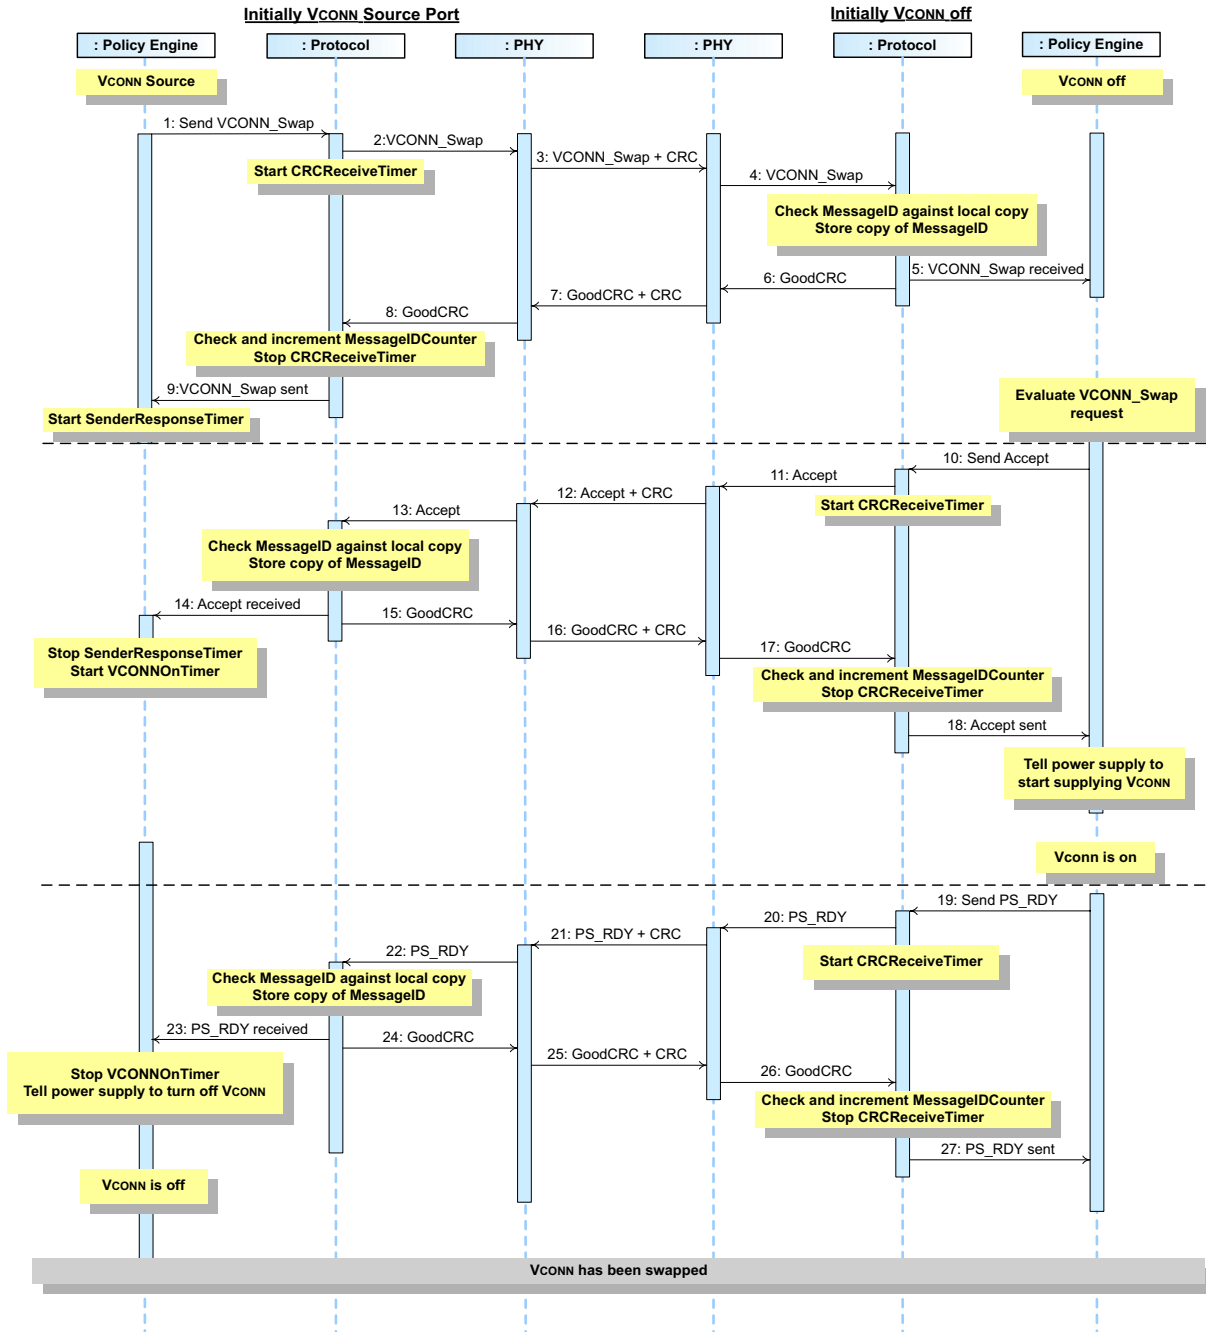 Initially VCONN Source Port
Initially VCONN off
: Policy Engine
: Protocol
: PHY
: PHY
: Protocol
: Policy Engine
VCONN Source
VCONN off
1: Send VCONN_Swap
2:VCONN_Swap
Start CRCReceiveTimer
3: VCONN_Swap + CRC
4: VCONN_Swap
Check MessageID against local copy
Store copy of MessageID
5: VCONN_Swap received
6: GoodCRC
7: GoodCRC + CRC
8: GoodCRC
Check and increment MessageIDCounter
Stop CRCReceiveTimer
9:VCONN_Swap sent
Start SenderResponseTimer
Evaluate VCONN_Swap
request
10: Send Accept
11: Accept
Start CRCReceiveTimer
12: Accept + CRC
13: Accept
Check MessageID against local copy
Store copy of MessageID
14: Accept received
15: GoodCRC
Stop SenderResponseTimer
Start VCONNOnTimer
16: GoodCRC + CRC
17: GoodCRC
Check and increment MessageIDCounter
Stop CRCReceiveTimer
18: Accept sent
Tell power supply to
start supplying VCONN
Vconn is on
19: Send PS_RDY
20: PS_RDY
Start CRCReceiveTimer
21: PS_RDY + CRC
22: PS_RDY
Check MessageID against local copy
Store copy of MessageID
23: PS_RDY received
24: GoodCRC
Stop VCONNOnTimer
Tell power supply to turn off VCONN
25: GoodCRC + CRC
26: GoodCRC
Check and increment MessageIDCounter
Stop CRCReceiveTimer
27: PS_RDY sent
VCONN is off
VCONN has been swapped